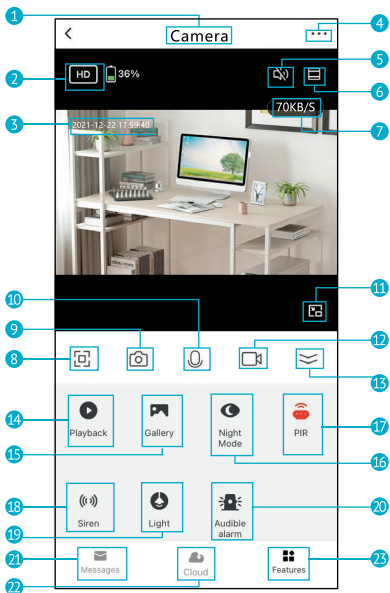 1
Camera
4
2
HD
36%
5
6
3
2021-12-22 17:59:40
70KB/S
7
11
10
9
12
8
13
14
Playback
Gallery
Night
Mode
PIR
17
15
16
18
Siren
Light
Audible
alarm
20
19
21
Messages
Cloud
Features
23
22